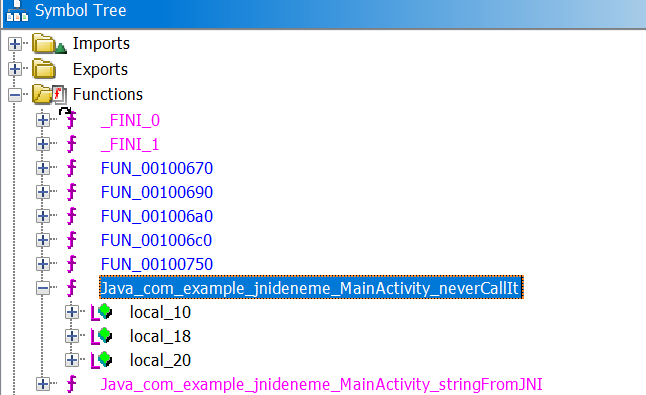 Symbol Tree
Imports
Exports
Functions
_FINI_0
_FINI_1
FUN_00100670
FUN_00100690
FUN_001006a0
FUN_001006c0
FUN_00100750
Java_com_example_jnideneme_MainActivity_neverCallIt
local_10
local_18
local_20
Java_com_example_jnideneme_MainActivity_stringFromJNI